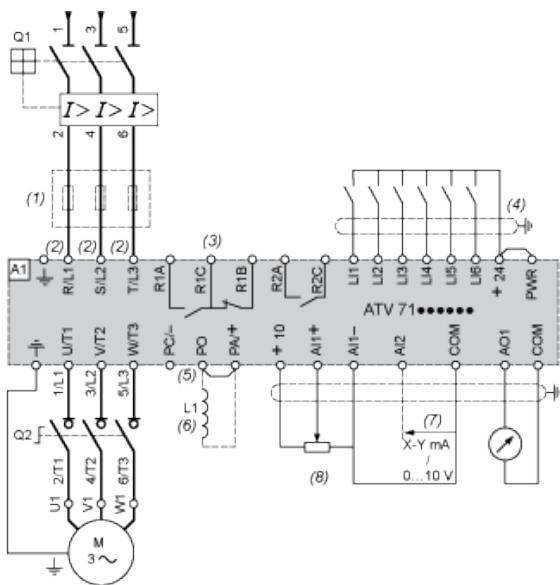 1 3 5
Q1
I> I> I>
2 4 6
(1)
(2) (2) (2) (3) (4)
A1
R/L1 S/L2 T/L3 R1A R1C R1B R2A R2C LI1 LI2 LI3 LI4 LI5 LI6 +24 PWR
ATV 71••••••
U/T1 V/T2 W/T3 PC/– PO PA/+ +10 AI1+ AI1– AI2 COM AO1 COM
1/L1 3/L2 5/L3
(5)
L1
(6)
(7)
X-Y mA
/
0...10 V
(8)
Q2
2/T1 4/T2 6/T3
U1 V1 W1
M
3 ~